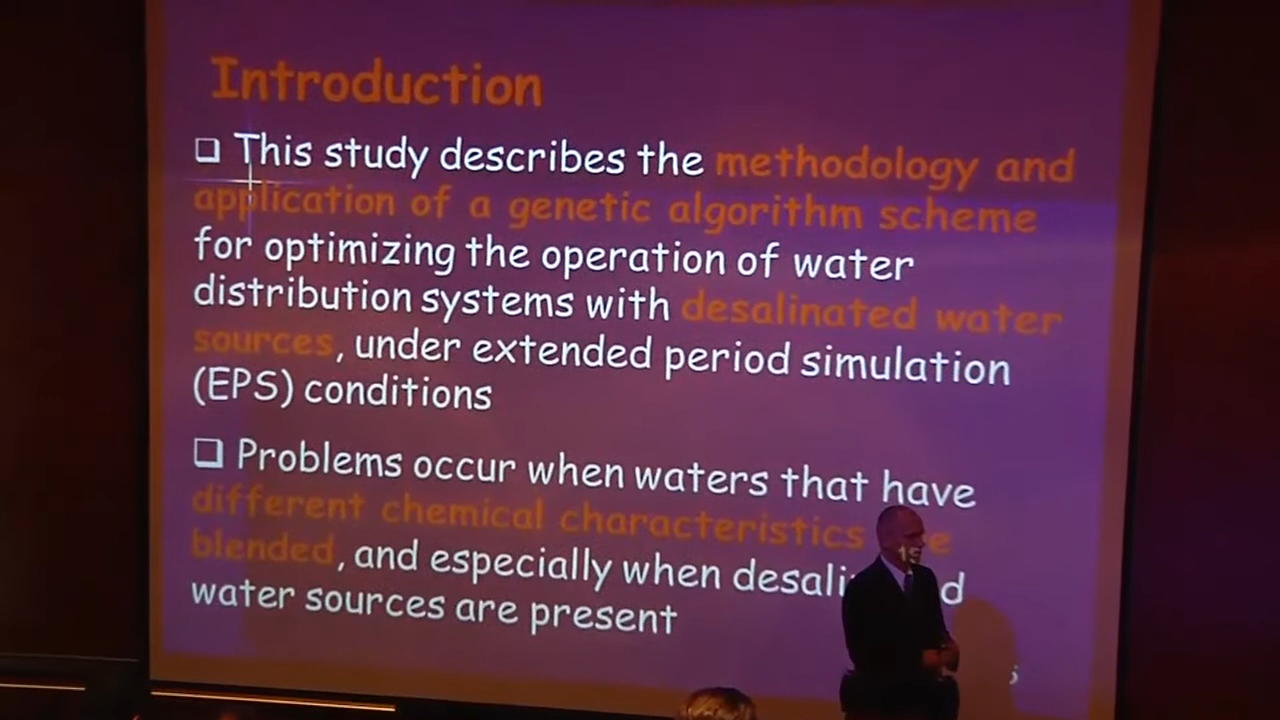 Introduction
This study describes the methodology and
application of a genetic algorithm scheme
for optimizing the operation of water
distribution systems with desalinated water
sources, under extended period simulation
(EPS) conditions
Problems occur when waters that have
different chemical characteristics
blended, and especially when
water sources are present